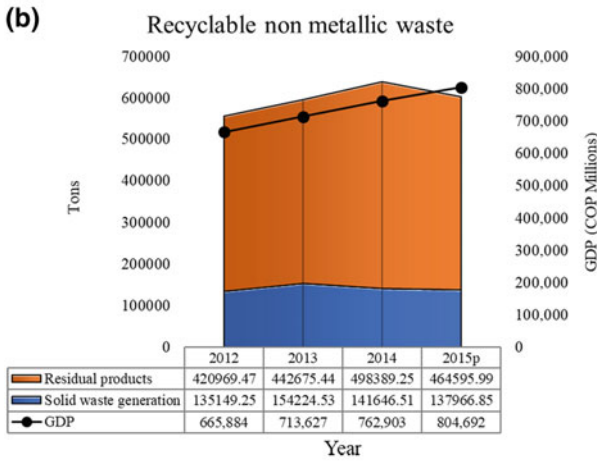 (b)
Recyclable non metallic waste
700000
600000
500000
400000
300000
200000
100000
0
Tons
900,000
800,000
700,000
600,000
500,000
400,000
300,000
200,000
100,000
0
GDP (COP Millions)
2012 2013 2014 2015p
Residual products 420969.47 442675.44 498389.25 464595.99
Solid waste generation 135149.25 154224.53 141646.51 137966.85
GDP 665,884 713,627 762,903 804,692
Year